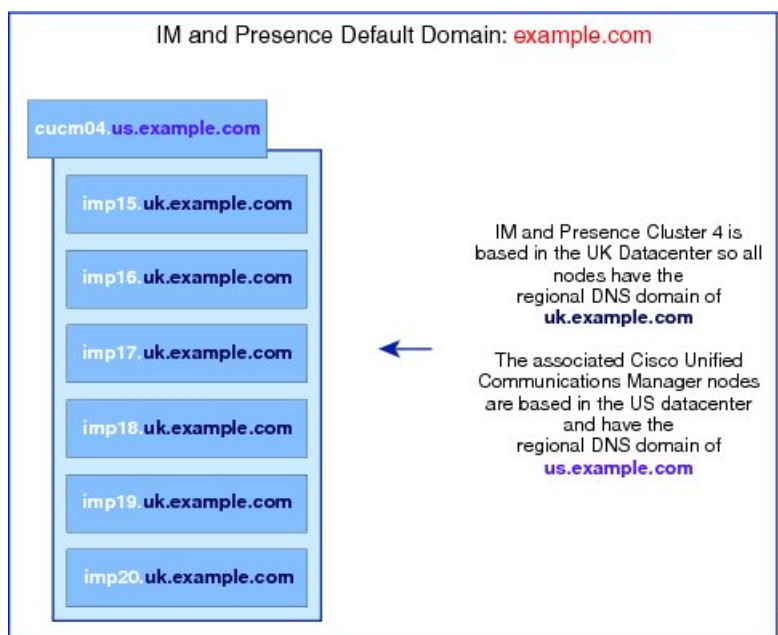 IM and Presence Default Domain: example.com
cucm04.us.example.com
imp15.uk.example.com
imp16.uk.example.com
imp17.uk.example.com
imp18.uk.example.com
imp19.uk.example.com
imp20.uk.example.com
IM and Presence Cluster 4 is
based in the UK Datacenter so all
nodes have the
regional DNS domain of
uk.example.com
The associated Cisco Unified
Communications Manager nodes
are based in the US datacenter
and have the
regional DNS domain of
us.example.com